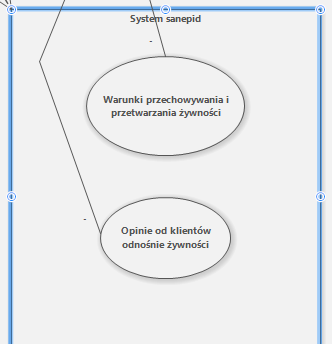 System sanepid
-
Warunki przechowywania i
przetwarzania żywności
-
Opinie od klientów
odnośnie żywności